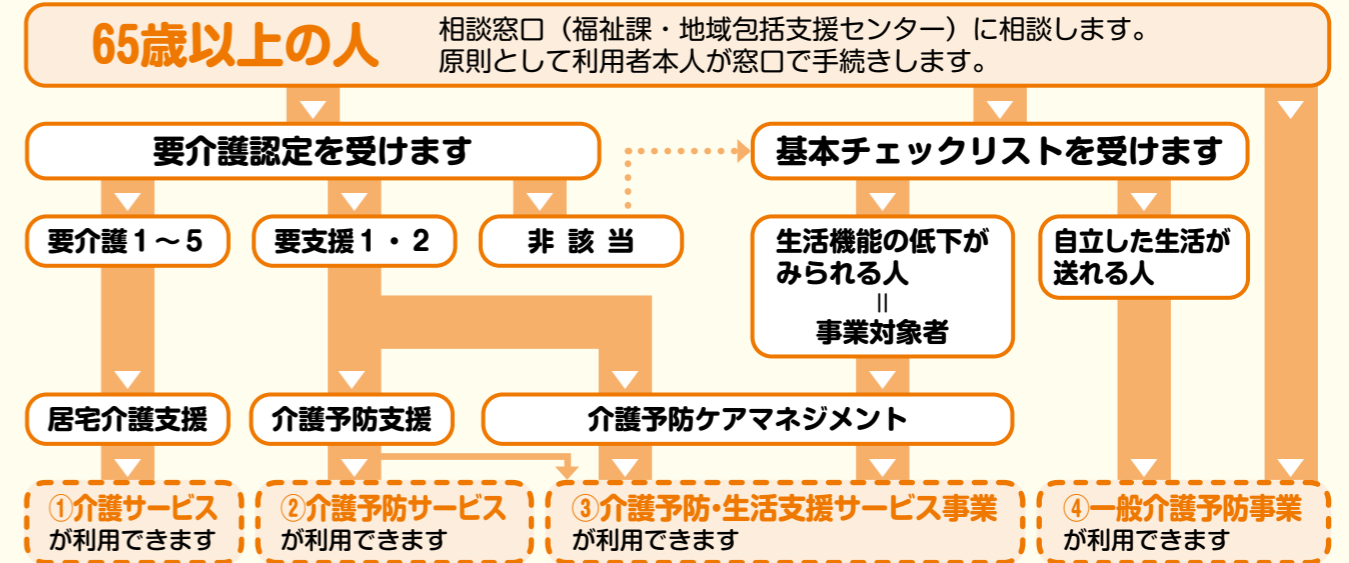 65歳以上の人
相談窓口（福祉課・地域包括支援センター）に相談します。
原則として利用者本人が窓口で手続きします。
要介護認定を受けます
基本チェックリストを受けます
要介護１～５
要支援１・２
非該当
生活機能の低下が
みられる人
＝
事業対象者
自立した生活が
送れる人
居宅介護支援
介護予防支援
介護予防ケアマネジメント
①介護サービス
が利用できます
②介護予防サービス
が利用できます
③介護予防・生活支援サービス事業
が利用できます
④一般介護予防事業
が利用できます